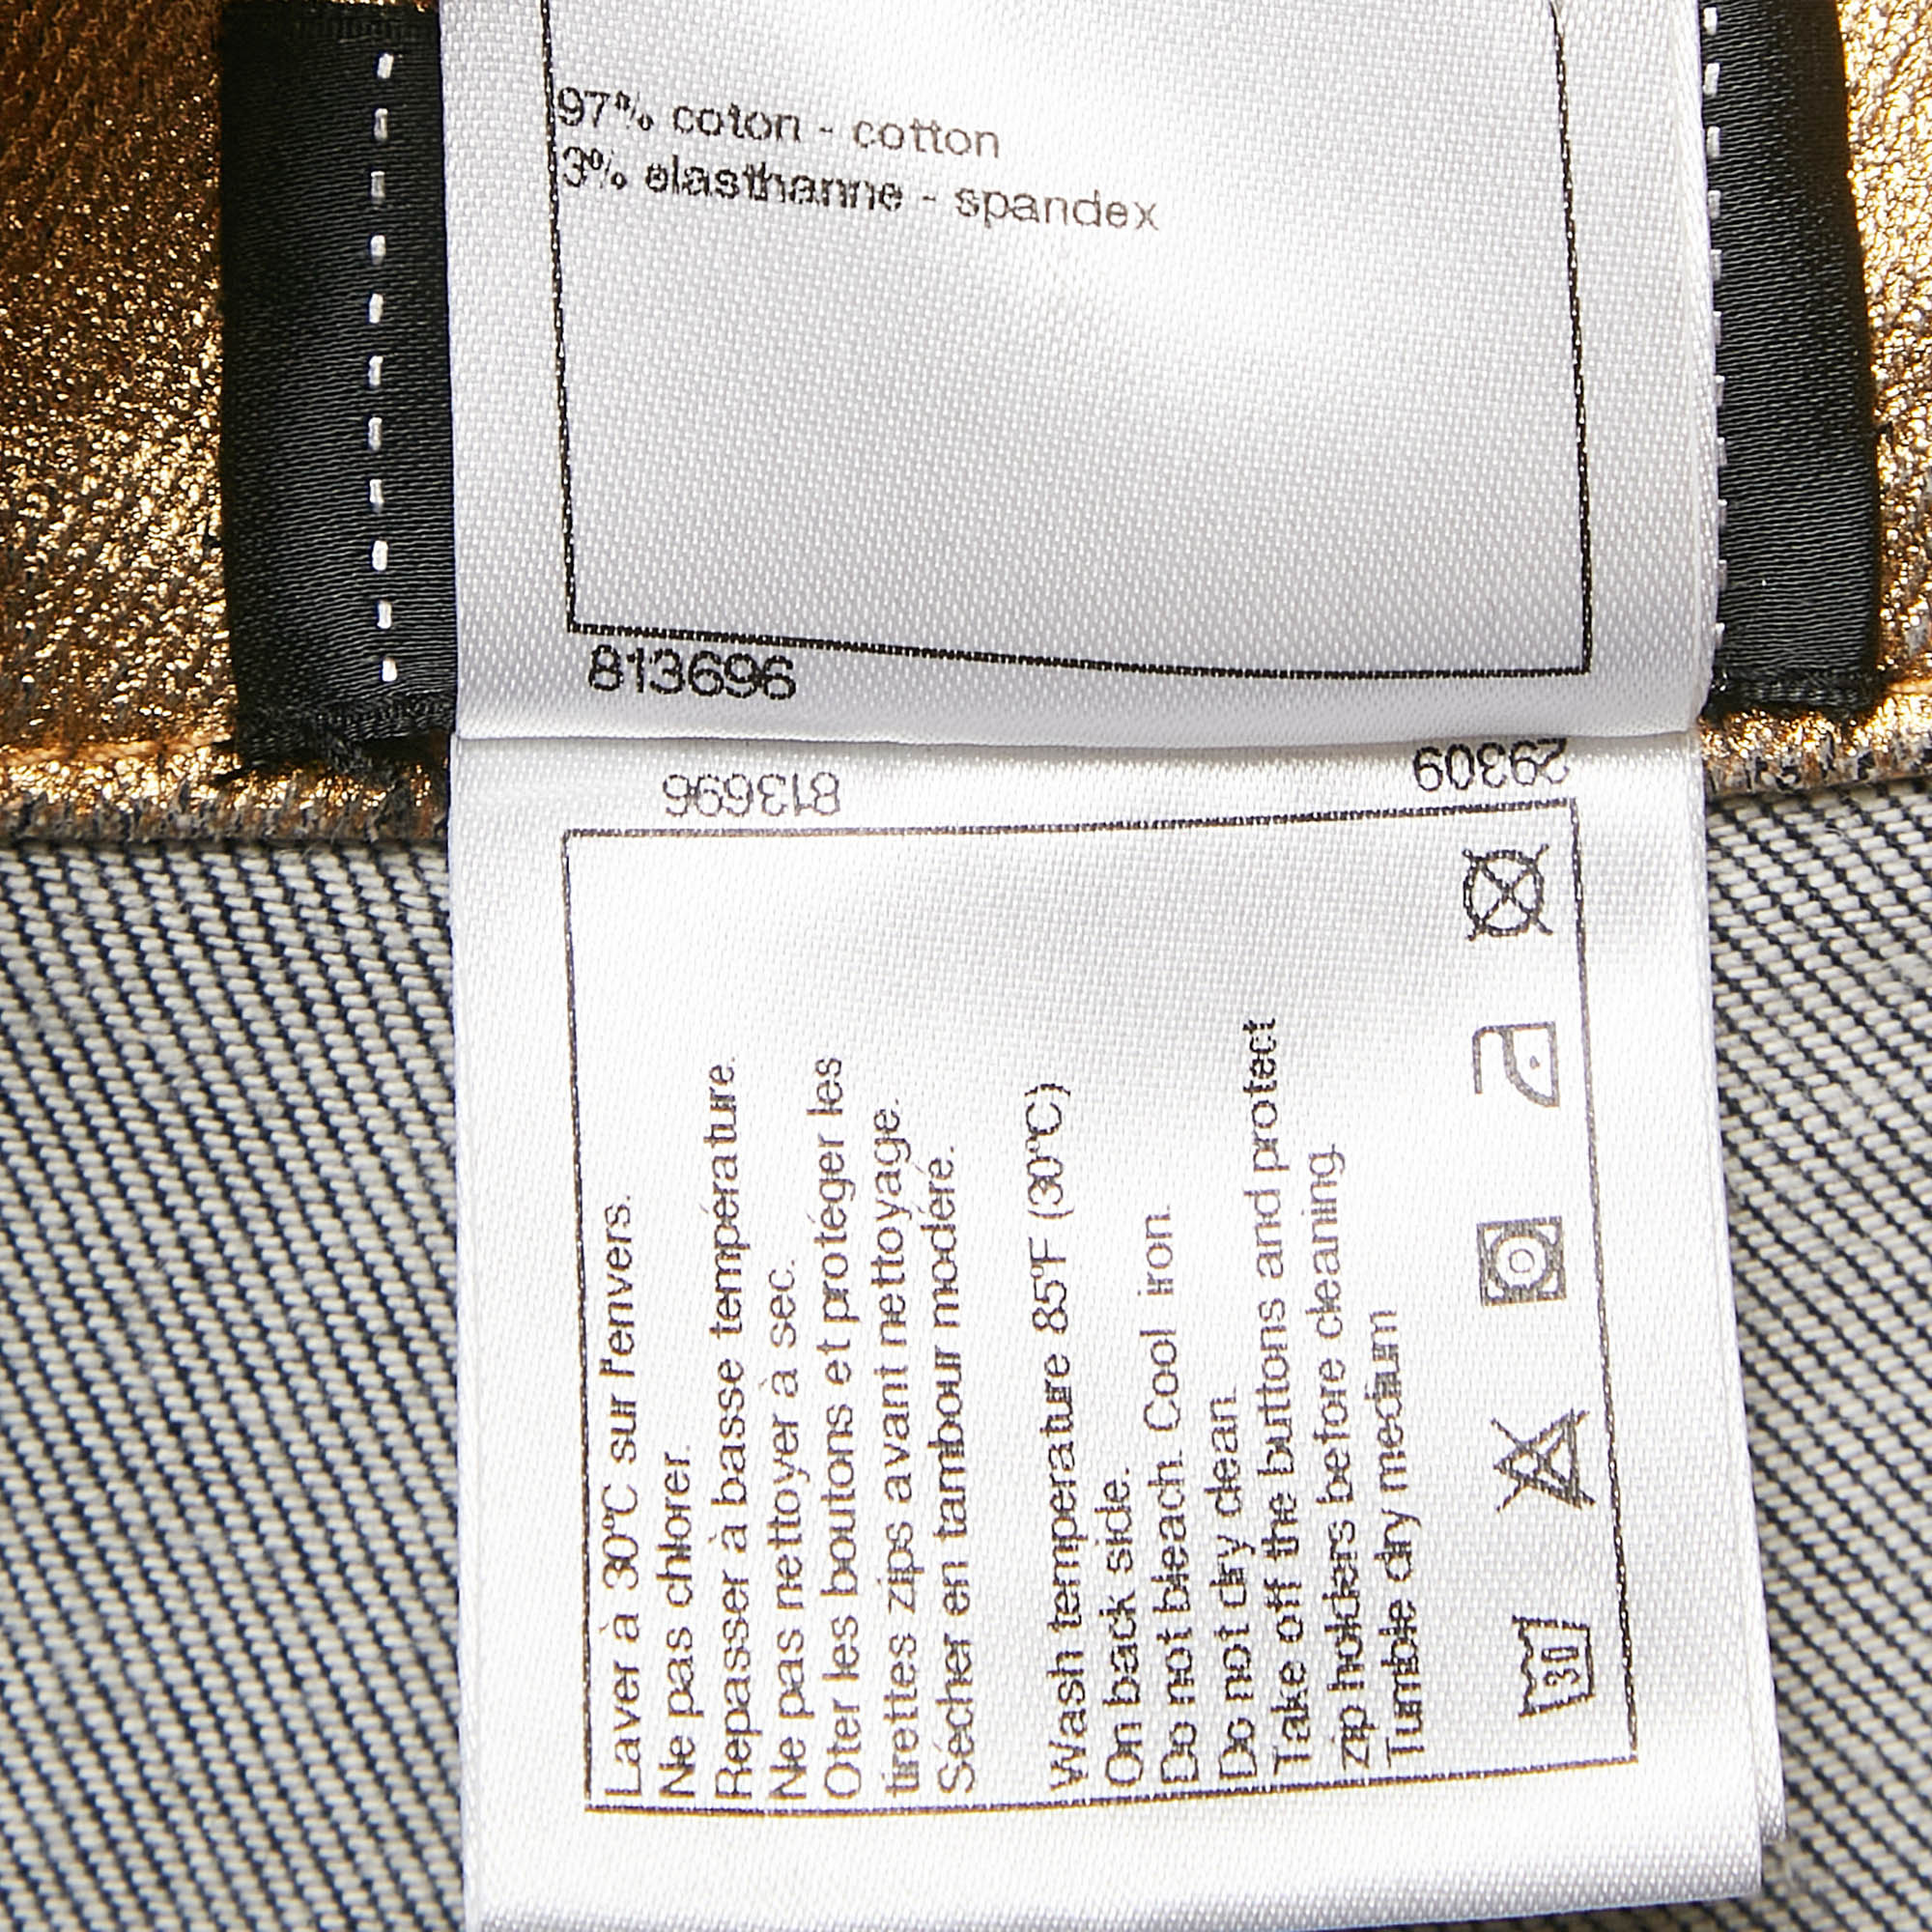 97% coton - cotton
3% elasthanne - spandex
813696
813696
29309
Laver à 30°C sur l'envers.
Ne pas chlorer.
Repasser à basse température.
Ne pas nettoyer à sec.
Oter les boutons et protéger les
tirettes zips avant nettoyage.
Sécher en tambour modéré.
Wash temperature 85°F (30°C)
On back side.
Do not bleach. Cool iron.
Do not dry clean.
Take off the buttons and protect
zip holders before cleaning.
Tumble dry medium
30